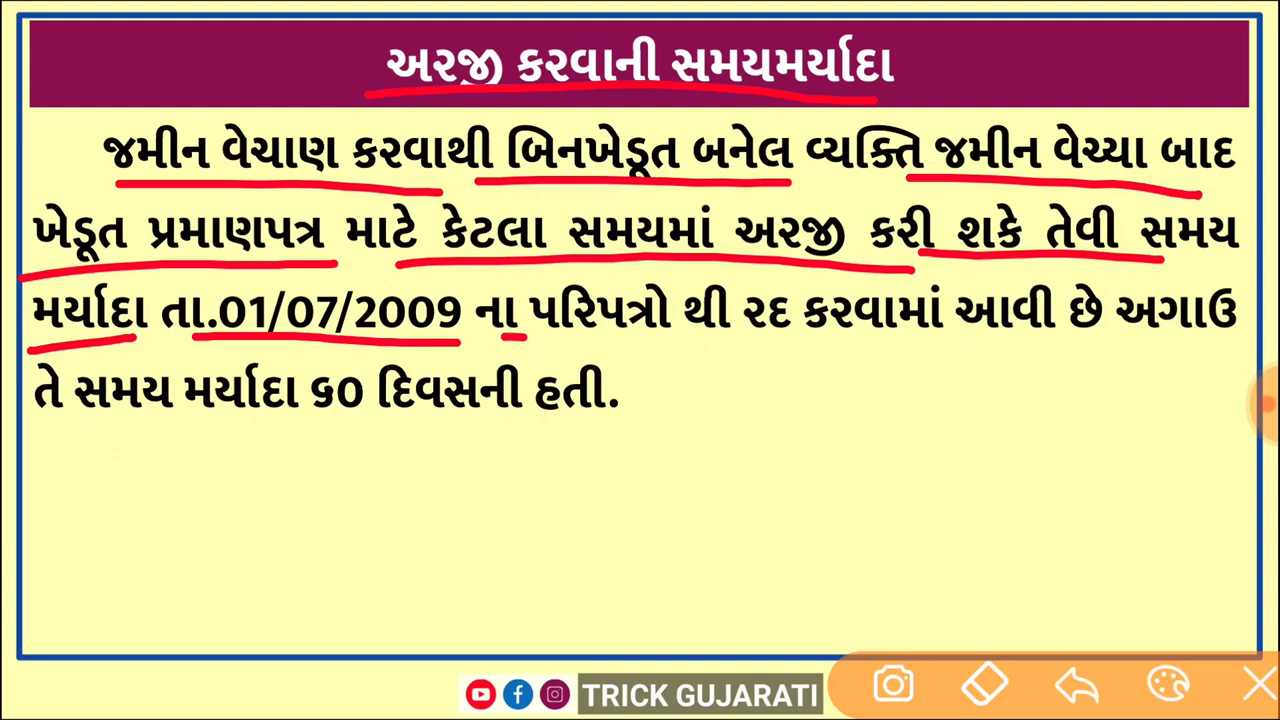 અરજી કરવાની સમયમર્યાદા
જમીન વેચાણ કરવાથી બિનખેડૂત બનેલ વ્યક્તિ જમીન વેચ્યા બાદ
ખેડૂત પ્રમાણપત્ર માટે કેટલા સમયમાં અરજી કરી શકે તેવી સમય
મર્યાદા તા.01/07/2009 ના પરિપત્રો થી રદ કરવામાં આવી છે અગાઉ
તે સમય મર્યાદા ૬૦ દિવસની હતી.
TRICK GUJARATI